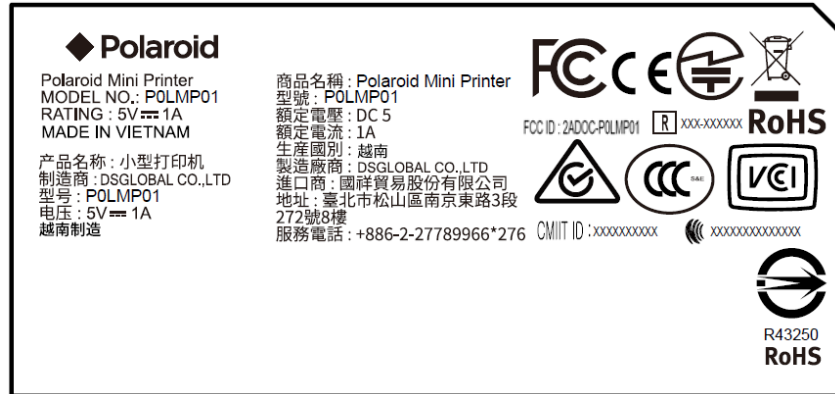 Polaroid
Polaroid Mini Printer
MODEL NO.: P0LMP01
RATING : 5V⎓1A
MADE IN VIETNAM
产品名称 : 小型打印机
制造商 : DSGLOBAL CO.,LTD
型号 : P0LMP01
电压 : 5V⎓1A
越南制造
商品名稱 : Polaroid Mini Printer
型號 : P0LMP01
額定電壓 : DC 5
額定電流 : 1A
生産國別 : 越南
製造廠商 : DSGLOBAL CO.,LTD
進口商 : 國祥貿易股份有限公司
地址 : 臺北市松山區南京東路3段
272號8樓
服務電話 : +886-2-27789966*276
FC CE
FCC ID : 2ADOC-P0LMP01 R XXX-XXXXXX RoHS
CCC S&E VCI
CMIIT ID : XXXXXXXXXX XXXXXXXXXXXXXX
R43250
RoHS